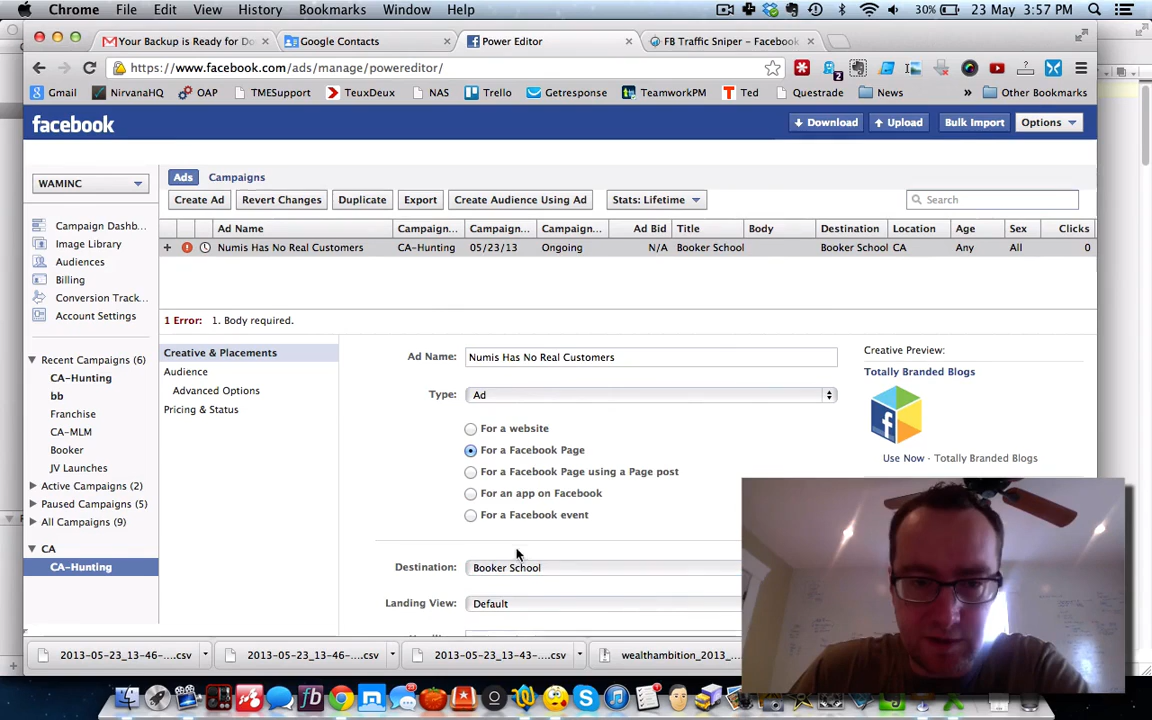 Chrome File Edit View History Bookmarks Window Help 30% 23 May 3:57 PM
Your Backup is Ready for Do Google Contacts Power Editor FB Traffic Sniper - Facebook
https://www.facebook.com/ads/manage/powereditor/ 2
Gmail NirvanaHQ OAP TMESupport TeuxDeux NAS Trello Getresponse TeamworkPM Ted Questrade News » Other Bookmarks
facebook Download Upload Bulk Import Options
WAMINC Ads Campaigns
Create Ad Revert Changes Duplicate Export Create Audience Using Ad Stats: Lifetime Search
Campaign Dashb...
Image Library
Audiences
Billing
Conversion Track...
Account Settings
Recent Campaigns (6)
CA-Hunting
bb
Franchise
CA-MLM
Booker
JV Launches
Active Campaigns (2)
Paused Campaigns (5)
All Campaigns (9)
CA
CA-Hunting
Ad Name Campaign... Campaign... Campaign... Ad Bid Title Body Destination Location Age Sex Clicks
+ Numis Has No Real Customers CA-Hunting 05/23/13 Ongoing N/A Booker School Booker School CA Any All 0
1 Error: 1. Body required.
Creative & Placements
Audience
Advanced Options
Pricing & Status
Ad Name: Numis Has No Real Customers
Type: Ad
For a website
For a Facebook Page
For a Facebook Page using a Page post
For an app on Facebook
For a Facebook event
Destination: Booker School
Landing View: Default
Creative Preview:
Totally Branded Blogs
Use Now · Totally Branded Blogs
2013-05-23_13-46-....csv 2013-05-23_13-46-....csv 2013-05-23_13-43-....csv wealthambition_2013_...